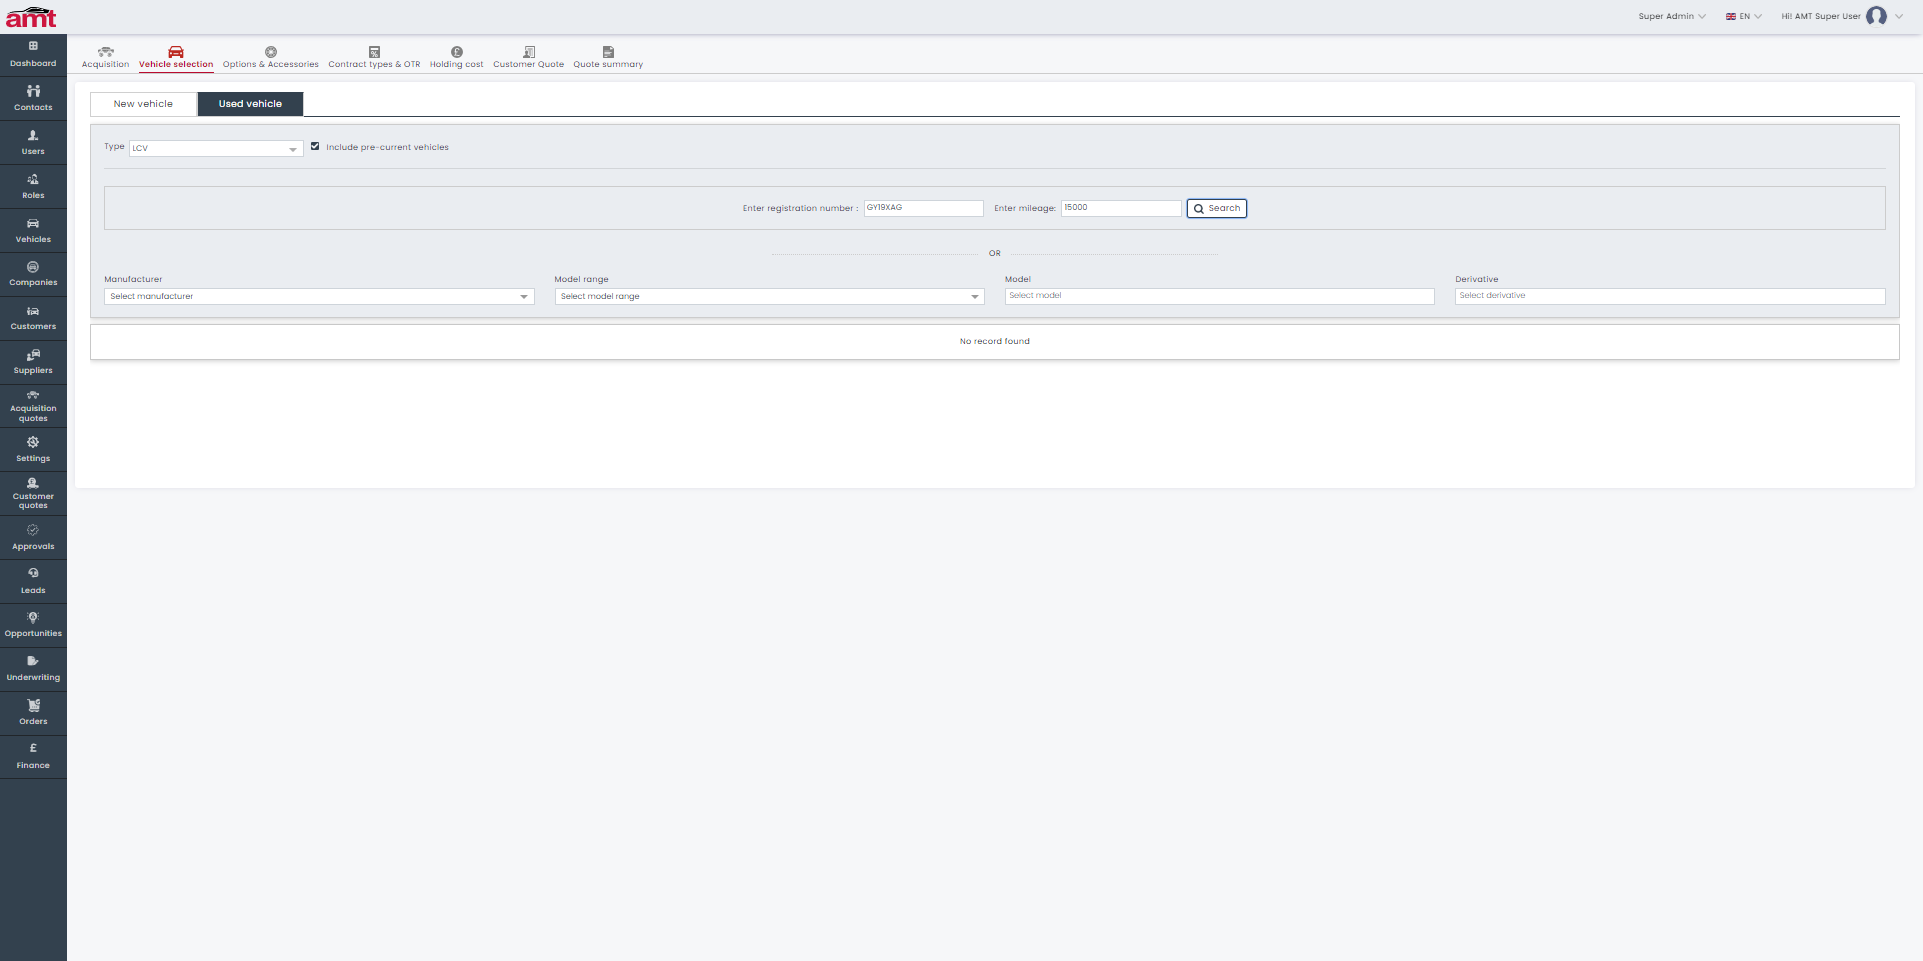 amt
Super Admin EN Hi! AMT Super User
Dashboard
Contacts
Users
Roles
Vehicles
Companies
Customers
Suppliers
Acquisition
quotes
Settings
Customer
quotes
Approvals
Leads
Opportunities
Underwriting
Orders
£
Finance
Acquisition Vehicle selection Options & Accessories Contract types & OTR Holding cost Customer Quote Quote summary
New vehicle Used vehicle
Type LCV Include pre-current vehicles
Enter registration number : GY19XAG Enter mileage: 15000 Search
OR
Manufacturer Model range Model Derivative
Select manufacturer Select model range Select model Select derivative
No record found